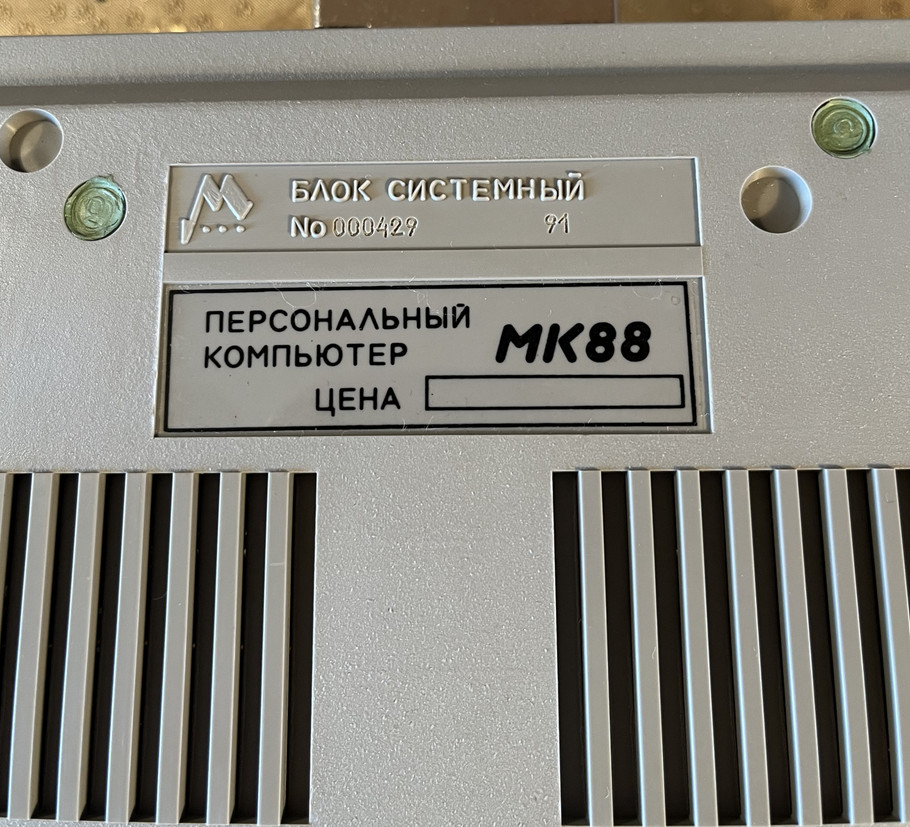 БЛОК СИСТЕМНЫЙ
No 000429 91
ПЕРСОНАЛЬНЫЙ
КОМПЬЮТЕР МК88
ЦЕНА